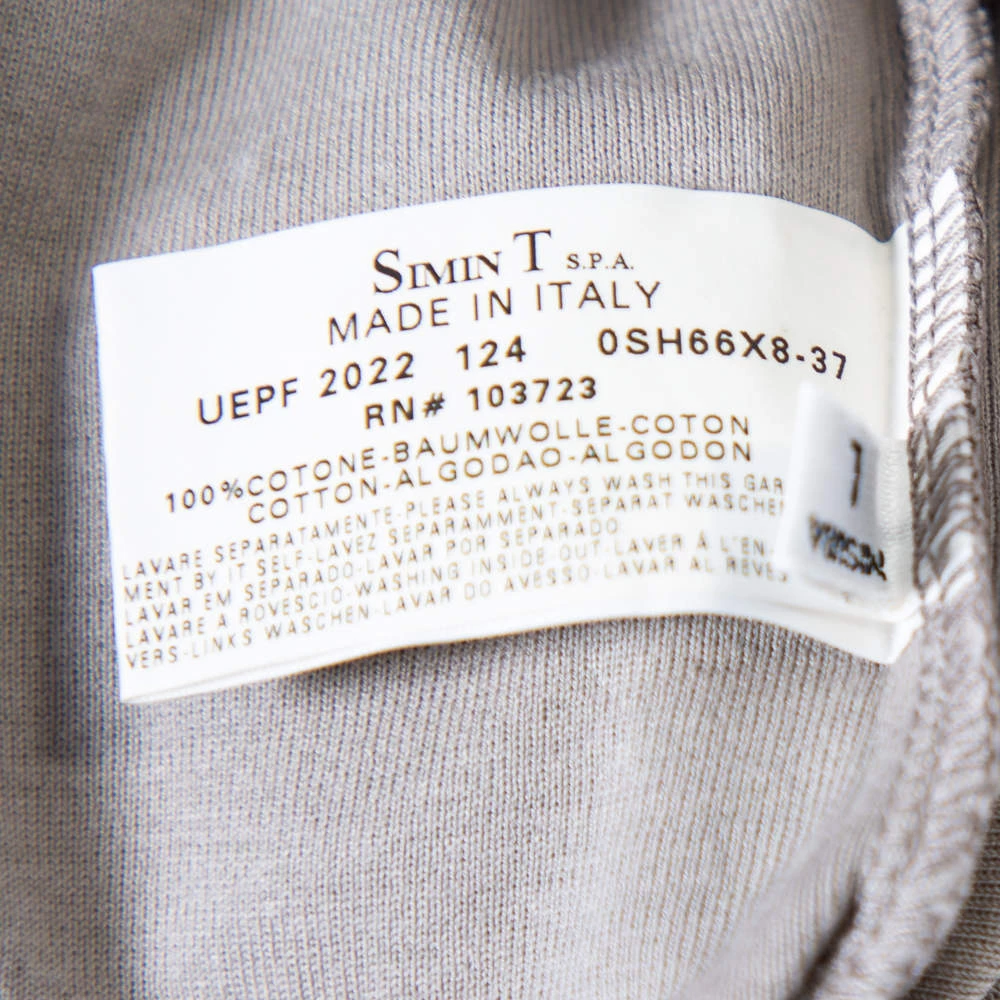 SIMIN T S.P.A.
MADE IN ITALY
UEPF 2022 124 0SH66X8-37
RN# 103723
100%COTONE-BAUMWOLLE-COTON
COTTON-ALGODAO-ALGODON
LAVARE SEPARATAMENTE-PLEASE ALWAYS WASH THIS GAR
MENT BY IT SELF-LAVEZ SEPARAMMENT-SEPARAT WASCHEN
LAVAR EM SEPARADO-LAVAR POR SEPARADO.
LAVARE A ROVESCIO-WASHING INSIDE-OUT-LAVER À L'EN-
VERS-LINKS WASCHEN-LAVAR DO AVESSO-LAVAR AL REVES
1